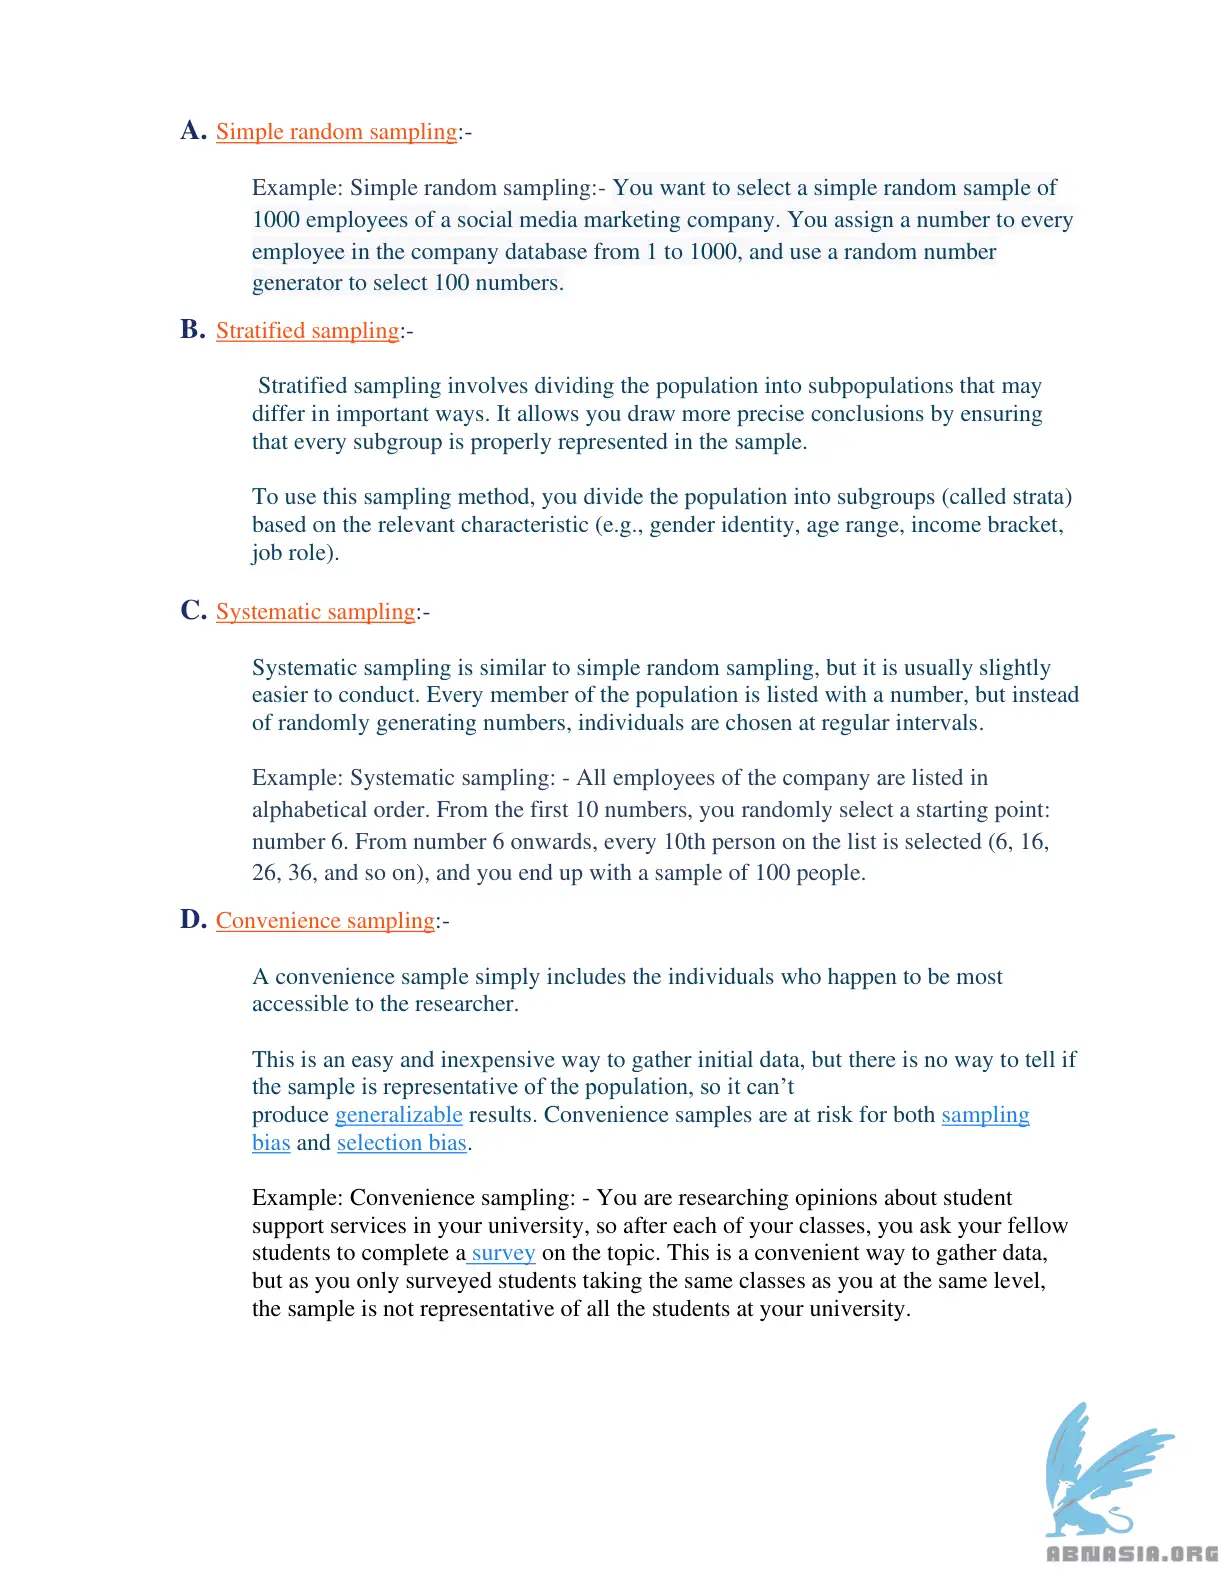 A. Simple random sampling:-
Example: Simple random sampling:- You want to select a simple random sample of
1000 employees of a social media marketing company. You assign a number to every
employee in the company database from 1 to 1000, and use a random number
generator to select 100 numbers.
B. Stratified sampling:-
Stratified sampling involves dividing the population into subpopulations that may
differ in important ways. It allows you draw more precise conclusions by ensuring
that every subgroup is properly represented in the sample.
To use this sampling method, you divide the population into subgroups (called strata)
based on the relevant characteristic (e.g., gender identity, age range, income bracket,
job role).
C. Systematic sampling:-
Systematic sampling is similar to simple random sampling, but it is usually slightly
easier to conduct. Every member of the population is listed with a number, but instead
of randomly generating numbers, individuals are chosen at regular intervals.
Example: Systematic sampling: - All employees of the company are listed in
alphabetical order. From the first 10 numbers, you randomly select a starting point:
number 6. From number 6 onwards, every 10th person on the list is selected (6, 16,
26, 36, and so on), and you end up with a sample of 100 people.
D. Convenience sampling:-
A convenience sample simply includes the individuals who happen to be most
accessible to the researcher.
This is an easy and inexpensive way to gather initial data, but there is no way to tell if
the sample is representative of the population, so it can’t
produce generalizable results. Convenience samples are at risk for both sampling
bias and selection bias.
Example: Convenience sampling: - You are researching opinions about student
support services in your university, so after each of your classes, you ask your fellow
students to complete a survey on the topic. This is a convenient way to gather data,
but as you only surveyed students taking the same classes as you at the same level,
the sample is not representative of all the students at your university.
ABNASIA.ORG